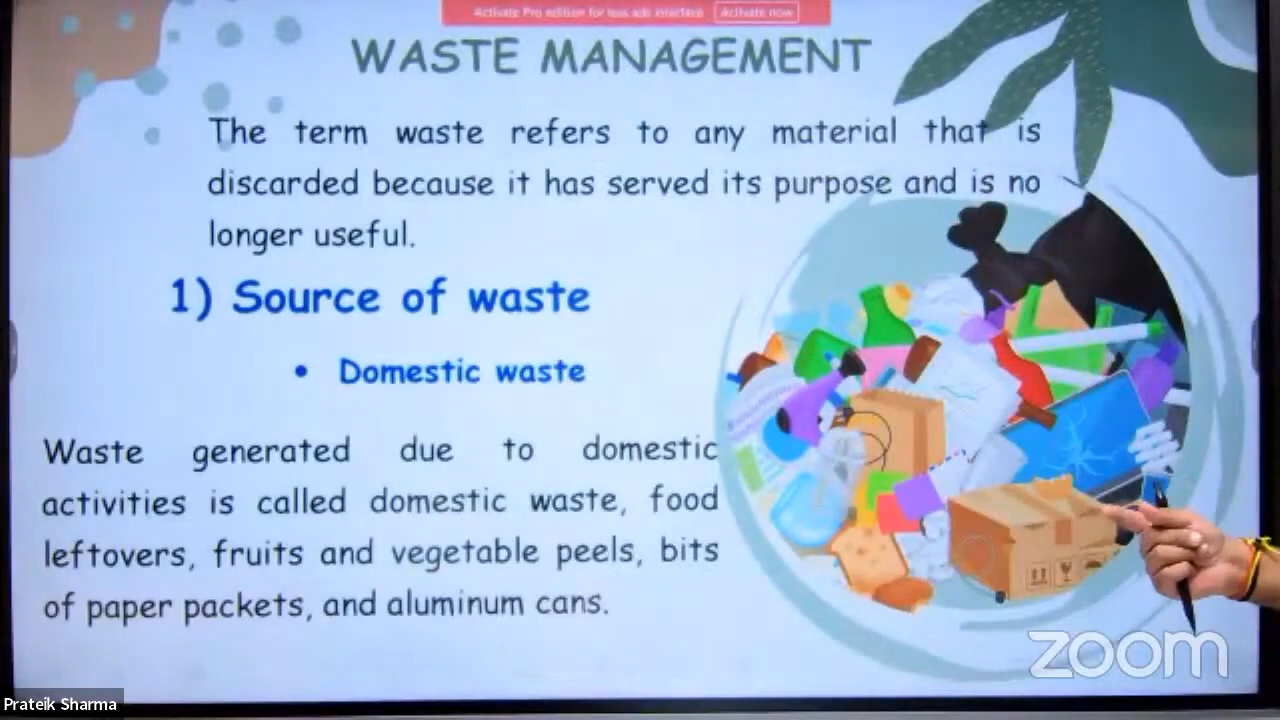 Activate Pro edition for less ads interface Activate now
WASTE MANAGEMENT
The term waste refers to any material that is
discarded because it has served its purpose and is no
longer useful.
1) Source of waste
• Domestic waste
Waste generated due to domestic
activities is called domestic waste, food
leftovers, fruits and vegetable peels, bits
of paper packets, and aluminum cans.
zoom
Prateik Sharma